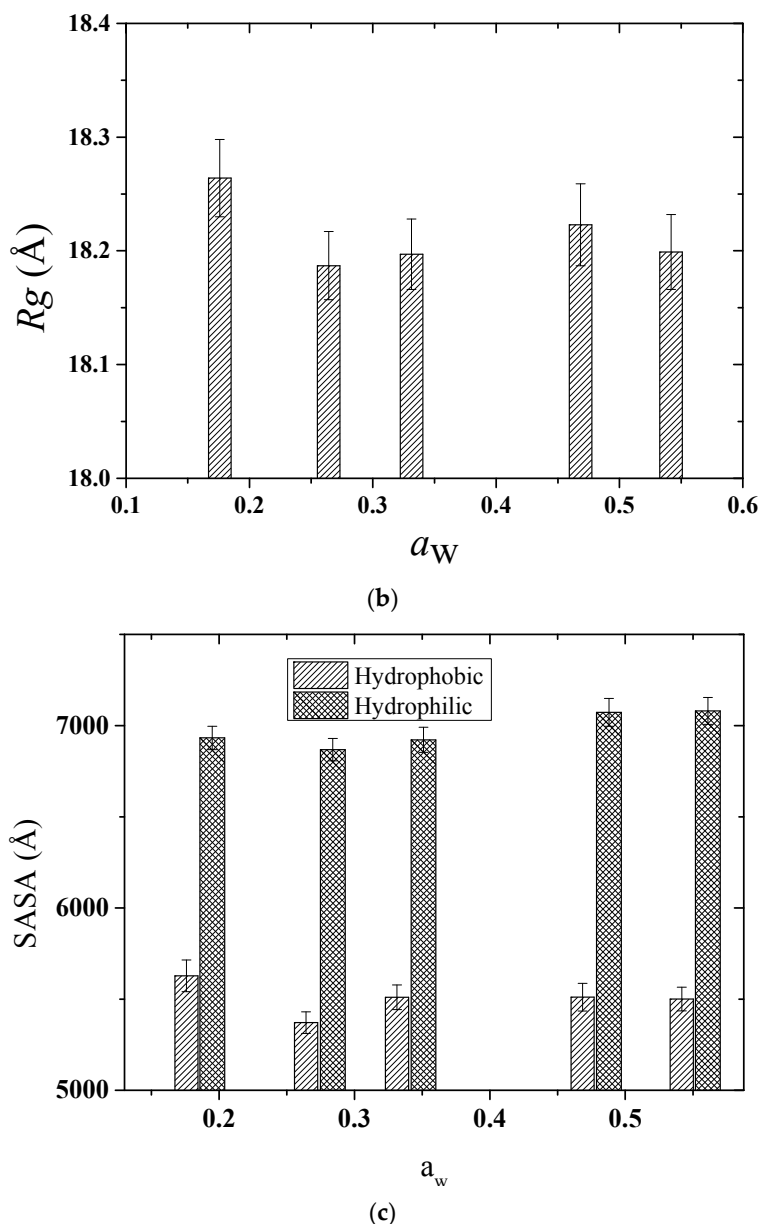 18.4
18.3
18.2
18.1
18.0
Rg (Å)
0.1 0.2 0.3 0.4 0.5 0.6
aW
(b)
Hydrophobic
Hydrophilic
7000
6000
5000
SASA (Å)
0.2 0.3 0.4 0.5
aw
(c)